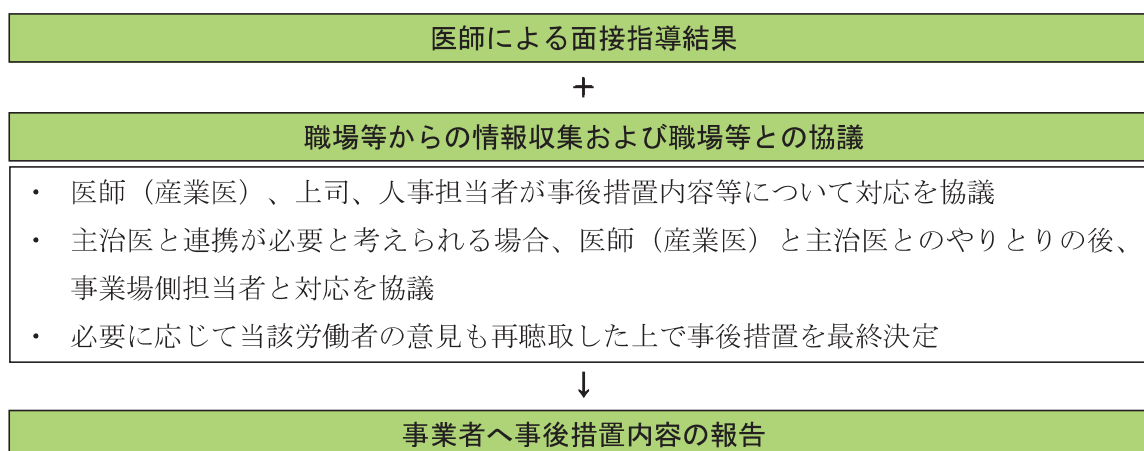 医師による面接指導結果
＋
職場等からの情報収集および職場等との協議
・ 医師（産業医）、上司、人事担当者が事後措置内容等について対応を協議
・ 主治医と連携が必要と考えられる場合、医師（産業医）と主治医とのやりとりの後、
事業場側担当者と対応を協議
・ 必要に応じて当該労働者の意見も再聴取した上で事後措置を最終決定
↓
事業者へ事後措置内容の報告